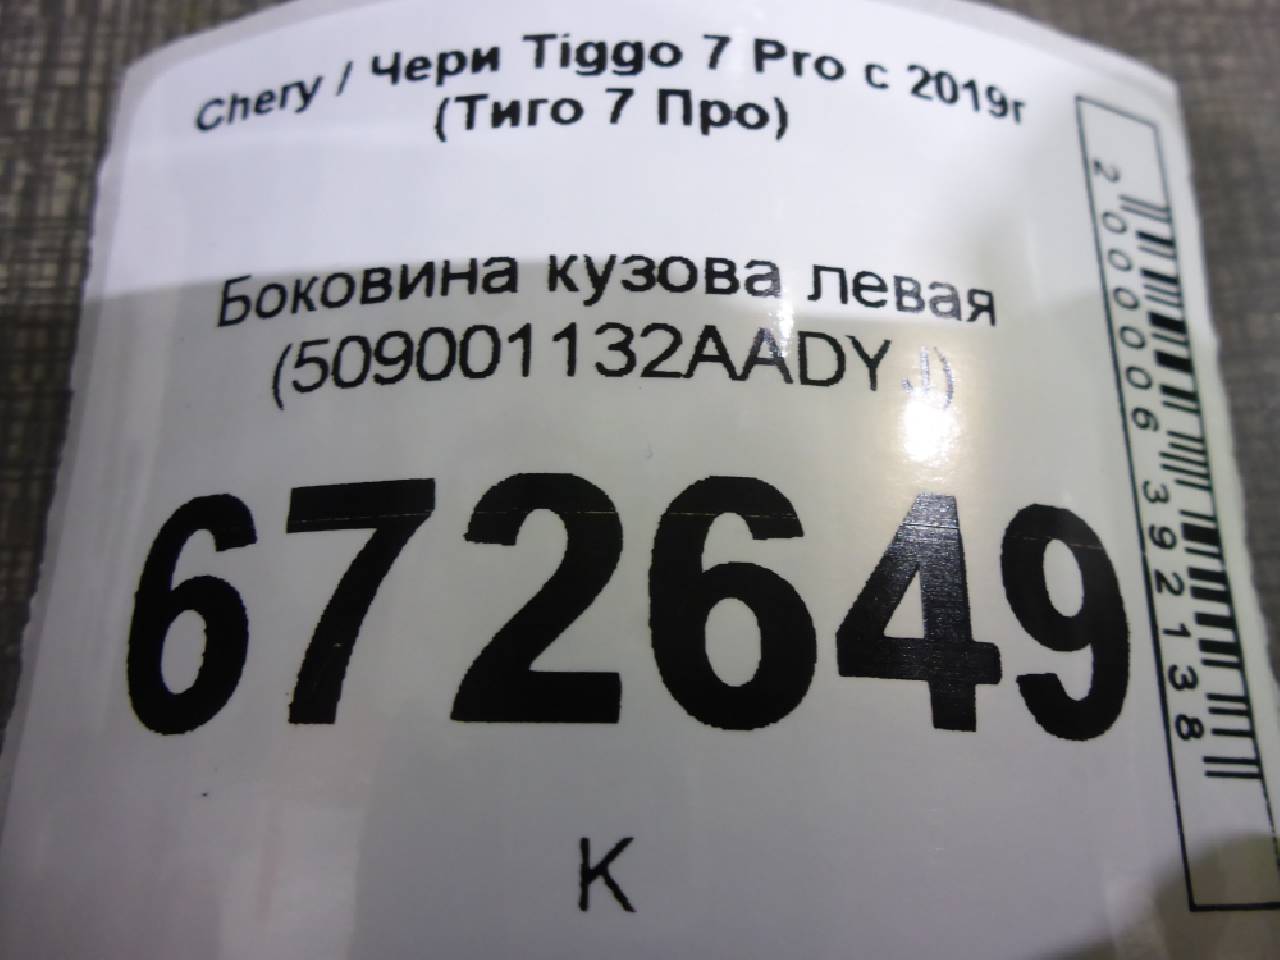 Chery / Чери Tiggo 7 Pro с 2019г
(Тиго 7 Про)
Боковина кузова левая
(509001132AADYJ)
672649
К
2000006392138